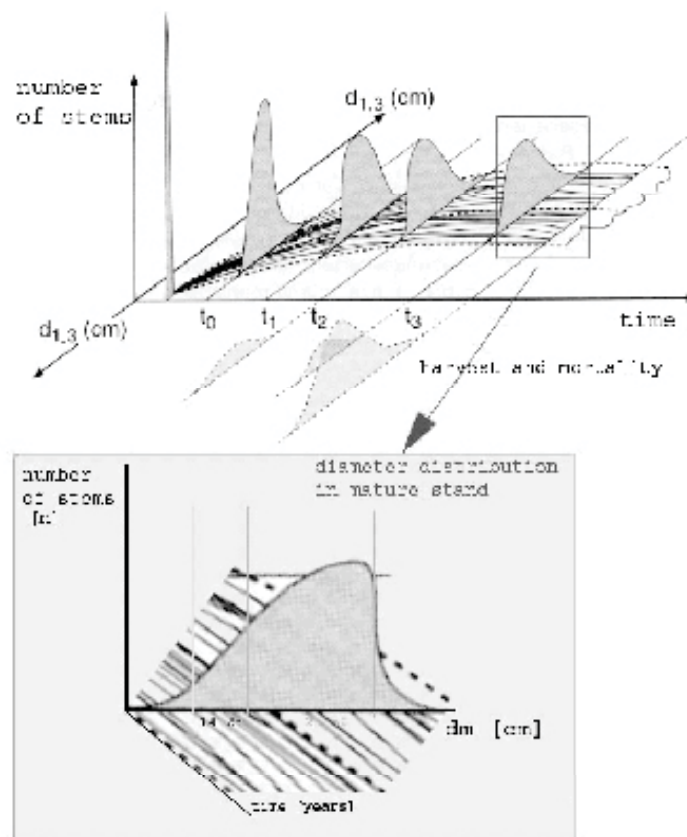 number
of stems
d1,3 (cm)
d1,3 (cm)
t0
t1
t2
t3
time
harvest and mortality
diameter distribution
in mature stand
number
of stems
[n]
dm [cm]
time [years]